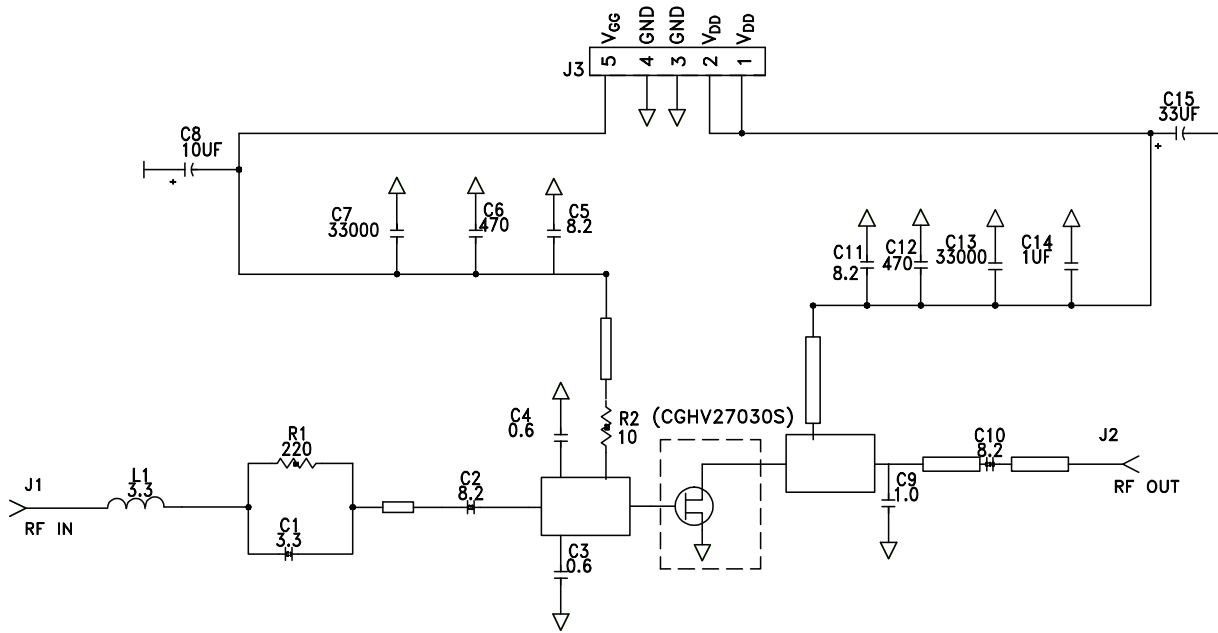 VGG
GND
GND
VDD
VDD
J3
5
4
3
2
1
C15
33UF
+
C8
10UF
+
C7
33000
C6
470
C5
8.2
C11
8.2
C12
470
C13
33000
C14
1UF
C4
0.6
R2
10
(CGHV27030S)
R1
220
C10
8.2
J2
RF OUT
J1
RF IN
L1
3.3
C2
8.2
C9
1.0
C1
3.3
C3
0.6